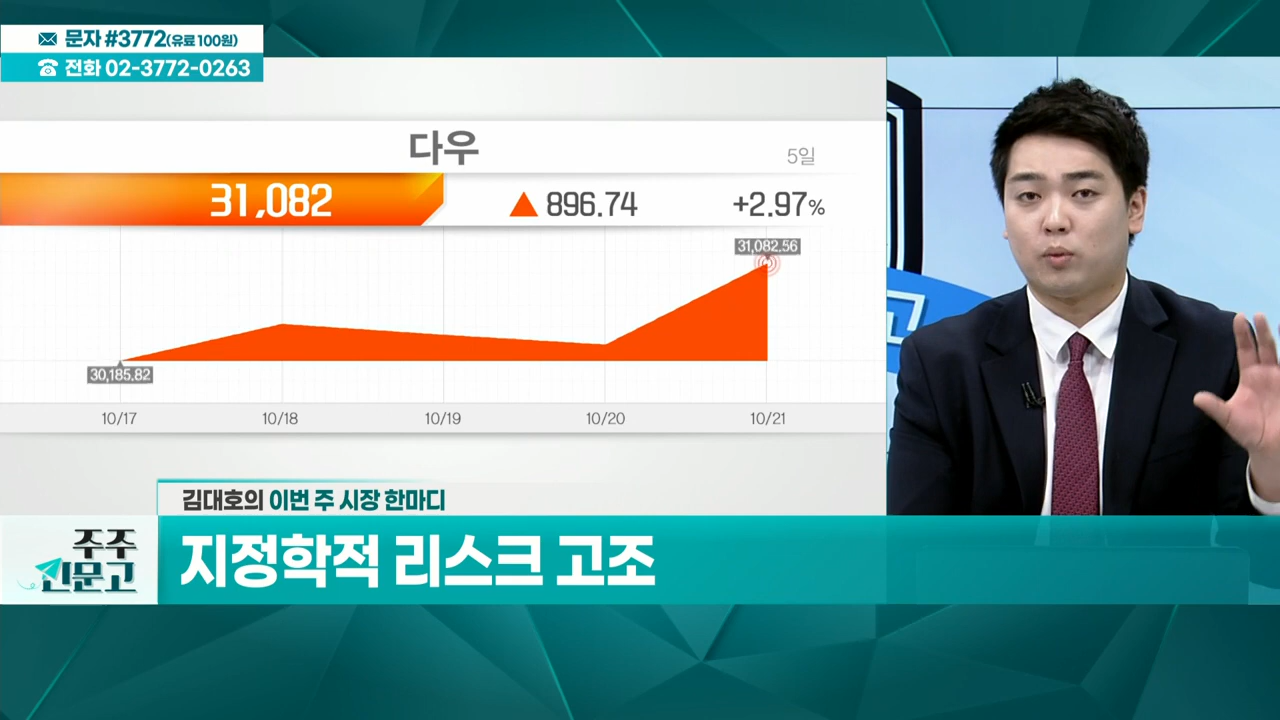 문자 #3772(유료 100원)
전화 02-3772-0263
다우
5일
31,082
▲ 896.74
+2.97%
31,082.56
30,185.82
10/17
10/18
10/19
10/20
10/21
김대호의 이번 주 시장 한마디
주주
신문고
지정학적 리스크 고조